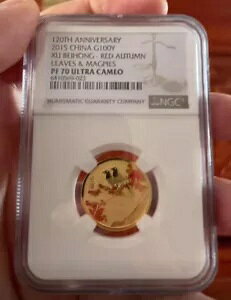 120TH ANNIVERSARY
2015 CHINA G100Y
XU BEIHONG - RED AUTUMN
LEAVES & MAGPIES
PF 70 ULTRA CAMEO
NUMISMATIC GUARANTY COMPANY
NGC